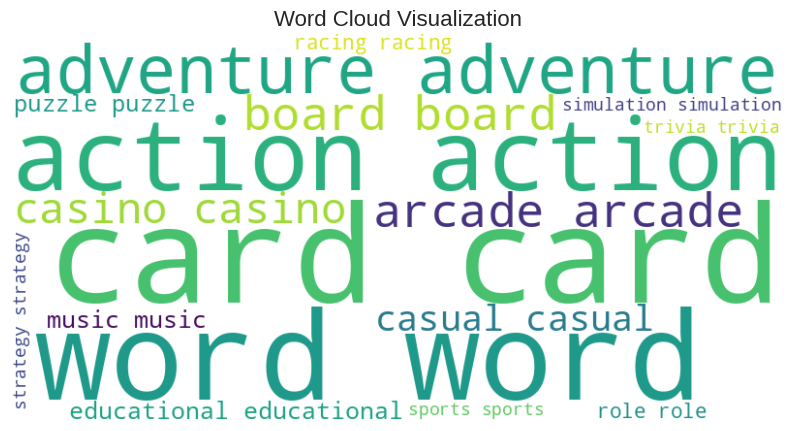 Word Cloud Visualization
racing racing
adventure adventure
puzzle puzzle
board board
simulation simulation
trivia trivia
action action
casino casino
arcade arcade
card card
strategy strategy
music music
casual casual
word word
educational educational
sports sports
role role